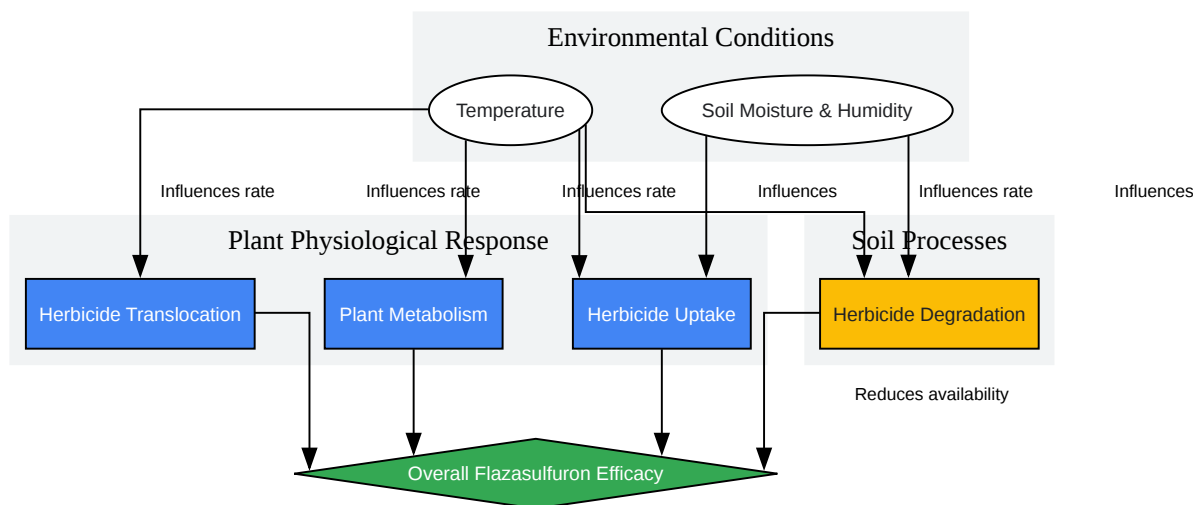 Environmental Conditions
Temperature
Soil Moisture & Humidity
Influences rate
Influences rate
Influences rate
Influences
Influences rate
Influences
Plant Physiological Response
Soil Processes
Herbicide Translocation
Plant Metabolism
Herbicide Uptake
Herbicide Degradation
Reduces availability
Overall Flazasulfuron Efficacy